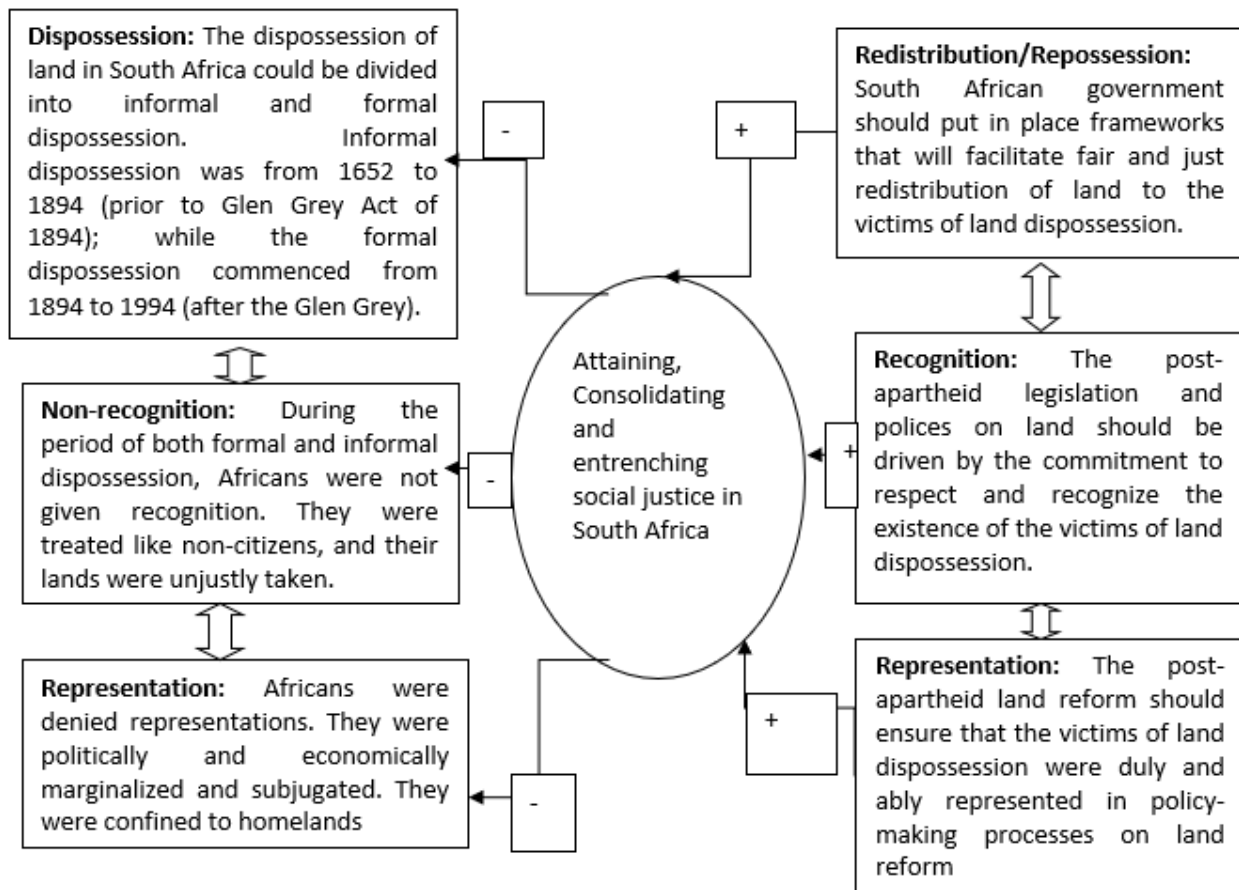 Dispossession: The dispossession of
land in South Africa could be divided
into informal and formal
dispossession. Informal
dispossession was from 1652 to
1894 (prior to Glen Grey Act of
1894); while the formal
dispossession commenced from
1894 to 1994 (after the Glen Grey).
-
Non-recognition: During the
period of both formal and informal
dispossession, Africans were not
given recognition. They were
treated like non-citizens, and their
lands were unjustly taken.
-
Representation: Africans were
denied representations. They were
politically and economically
marginalized and subjugated. They
were confined to homelands
-
Attaining,
Consolidating
and
entrenching
social justice in
South Africa
+
Redistribution/Repossession:
South African government
should put in place frameworks
that will facilitate fair and just
redistribution of land to the
victims of land dispossession.
+
Recognition: The post-
apartheid legislation and
polices on land should be
driven by the commitment to
respect and recognize the
existence of the victims of land
dispossession.
+
Representation: The post-
apartheid land reform should
ensure that the victims of land
dispossession were duly and
ably represented in policy-
making processes on land
reform